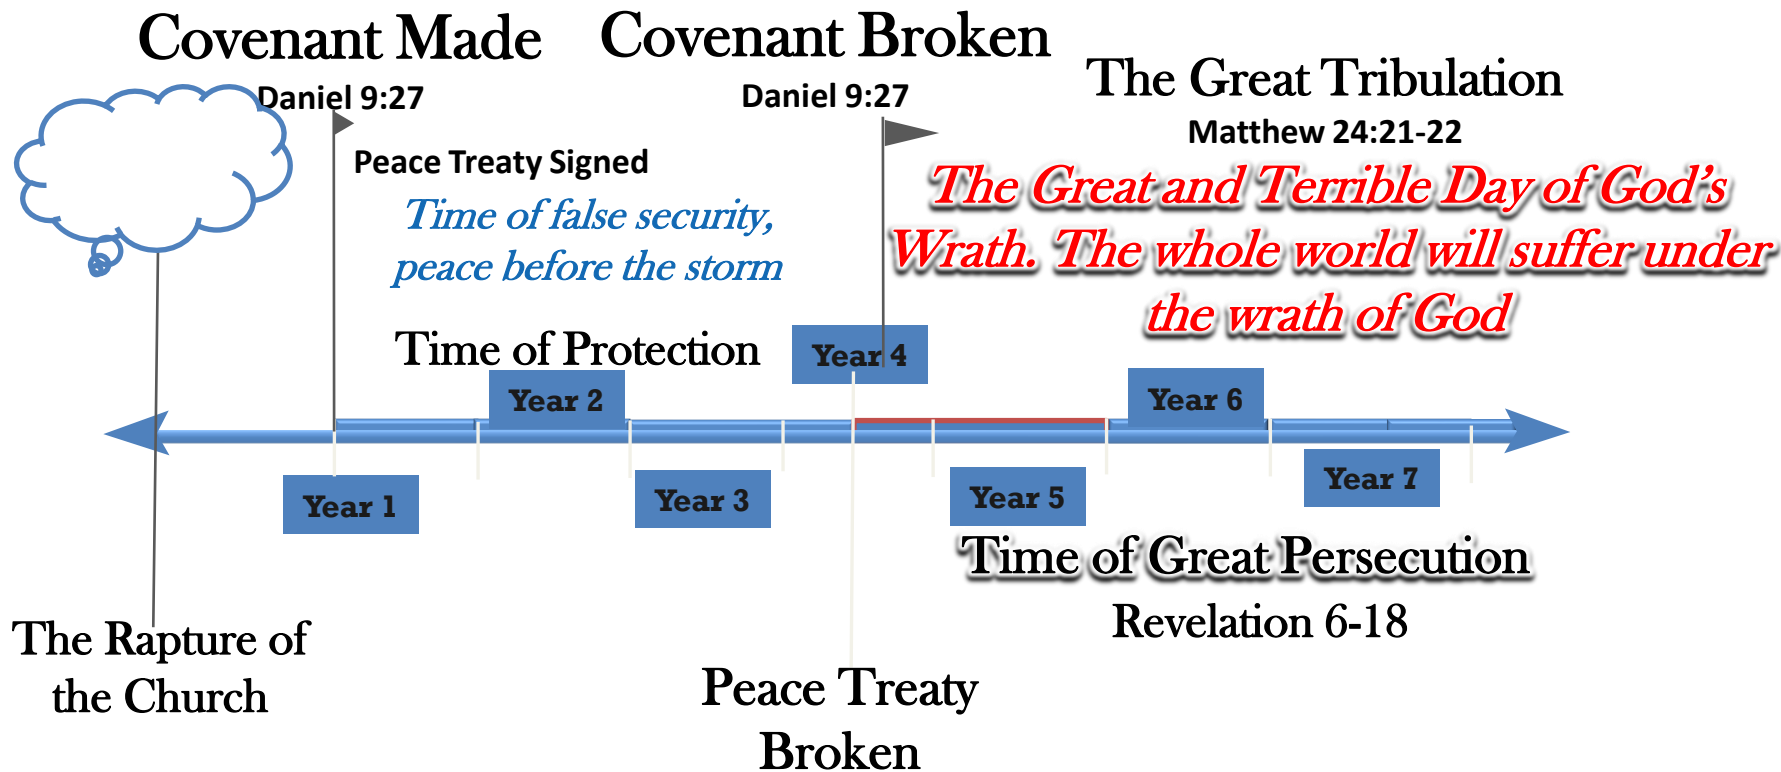 Covenant Made
Daniel 9:27
Covenant Broken
Daniel 9:27
The Great Tribulation
Matthew 24:21-22
Peace Treaty Signed
Time of false security,
peace before the storm
The Great and Terrible Day of God’s
Wrath. The whole world will suffer under
the wrath of God
Time of Protection
Year 4
Year 2
Year 6
Year 1
Year 3
Year 5
Year 7
Time of Great Persecution
Revelation 6-18
The Rapture of
the Church
Peace Treaty
Broken